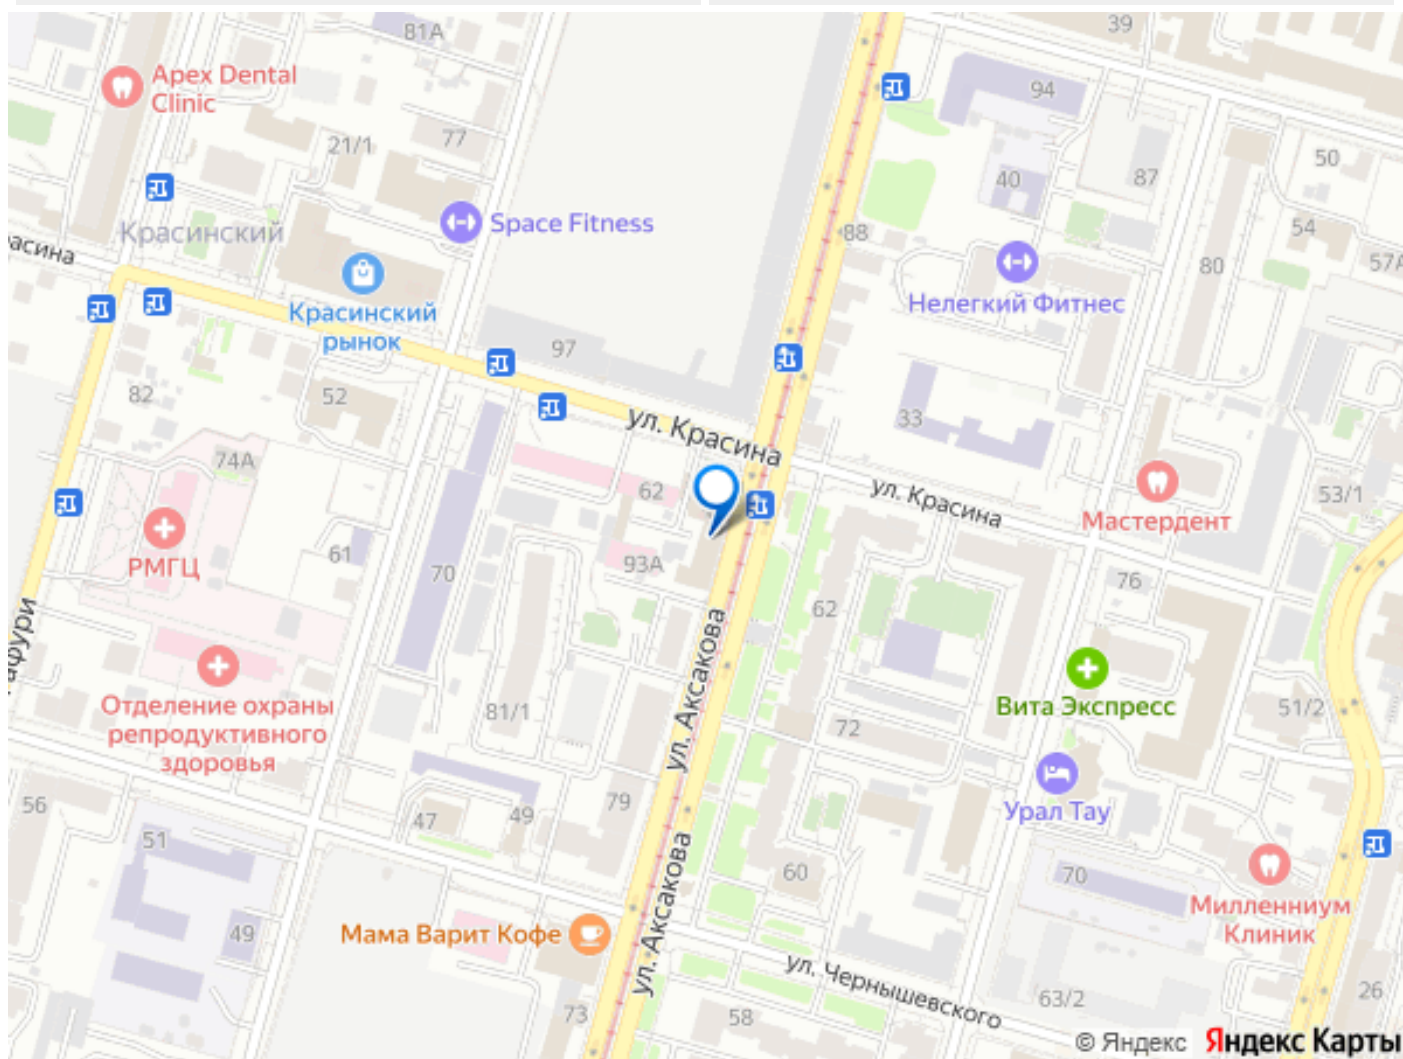 39
81А
Apex Dental
Clinic
94
77
21/1
50
40
87
Красинский
Space Fitness
88
54
асина
57А
80
Нелегкий Фитнес
Красинский
рынок
97
82
52
33
ул. Красина
74А
62
ул. Красина
53/1
Мастердент
РМГЦ
61
93А
70
76
62
афури
ул. Аксакова
Отделение охраны
репродуктивного
здоровья
81/1
Вита Экспресс
51/2
72
56
47
49
79
Урал Тау
51
60
70
ул. Аксакова
Миллениум
Клиник
49
Мама Варит Кофе
ул. Чернышевского
63/2
26
73
58
© Яндекс Яндекс Карты